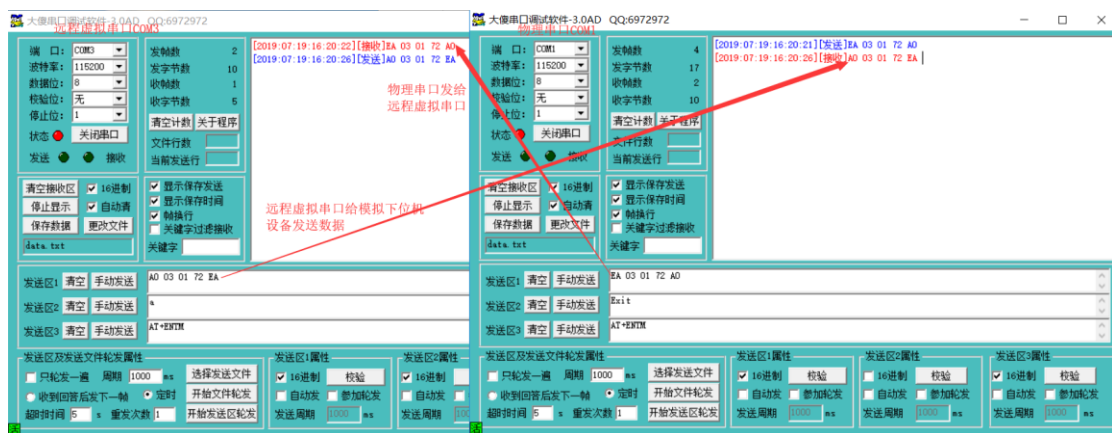 大傻串口调试软件-3.0AD QQ:6972972
远程虚拟串口COM3
端 口: COM3
波特率: 115200
数据位: 8
校验位: 无
停止位: 1
状态 关闭串口
发送 接收
发帧数 2
发字节数 10
收帧数 1
收字节数 5
清空计数 关于程序
文件行数
当前发送行
[2019:07:19:16:20:22][接收]EA 03 01 72 A0
[2019:07:19:16:20:26][发送]A0 03 01 72 EA
物理串口发给
远程虚拟串口
清空接收区 16进制
停止显示 自动清
保存数据 更改文件
data.txt
显示保存发送
显示保存时间
帧换行
关键字过滤接收
关键字
远程虚拟串口给模拟下位机
设备发送数据
发送区1 清空 手动发送 A0 03 01 72 EA
发送区2 清空 手动发送 a
发送区3 清空 手动发送 AT+ENTM
发送区及发送文件轮发属性
只轮发一遍 周期 1000 ms 选择发送文件
收到回答后发下一帧 定时 开始文件轮发
超时时间 5 s 重发次数 1 开始发送区轮发
发送区1属性
16进制 校验
自动发 参加轮发
发送周期 1000 ms
发送区2属性
16进制
自动发
发送周期 100
大傻串口调试软件-3.0AD QQ:6972972
物理串口COM1
端 口: COM1
波特率: 115200
数据位: 8
校验位: 无
停止位: 1
状态 关闭串口
发送 接收
发帧数 4
发字节数 17
收帧数 2
收字节数 10
清空计数 关于程序
文件行数
当前发送行
[2019:07:19:16:20:21][发送]EA 03 01 72 A0
[2019:07:19:16:20:26][接收]A0 03 01 72 EA
清空接收区 16进制
停止显示 自动清
保存数据 更改文件
data.txt
显示保存发送
显示保存时间
帧换行
关键字过滤接收
关键字
发送区1 清空 手动发送 EA 03 01 72 A0
发送区2 清空 手动发送 Exit
发送区3 清空 手动发送 AT+ENTM
发送区及发送文件轮发属性
只轮发一遍 周期 1000 ms 选择发送文件
收到回答后发下一帧 定时 开始文件轮发
超时时间 5 s 重发次数 1 开始发送区轮发
发送区1属性
16进制 校验
自动发 参加轮发
发送周期 1000 ms
发送区2属性
16进制 校验
自动发 参加轮发
发送周期 1000 ms
发送区3属性
16进制 校验
自动发 参加轮发
发送周期 1000 ms